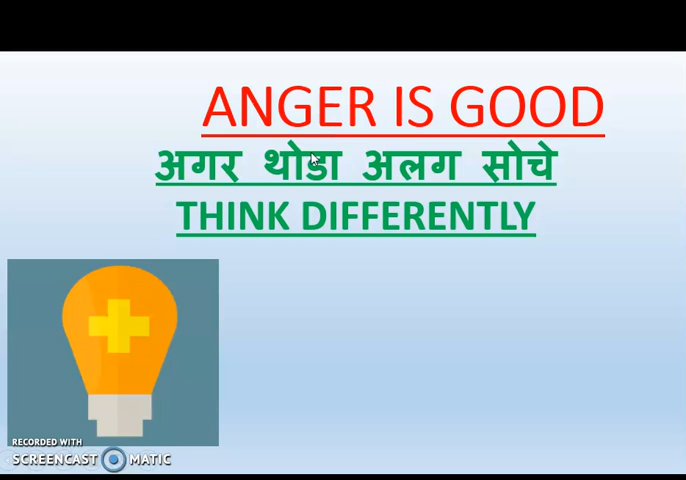 ANGER IS GOOD
अगर थोडा अलग सोचे
THINK DIFFERENTLY
RECORDED WITH
SCREENCAST MATIC